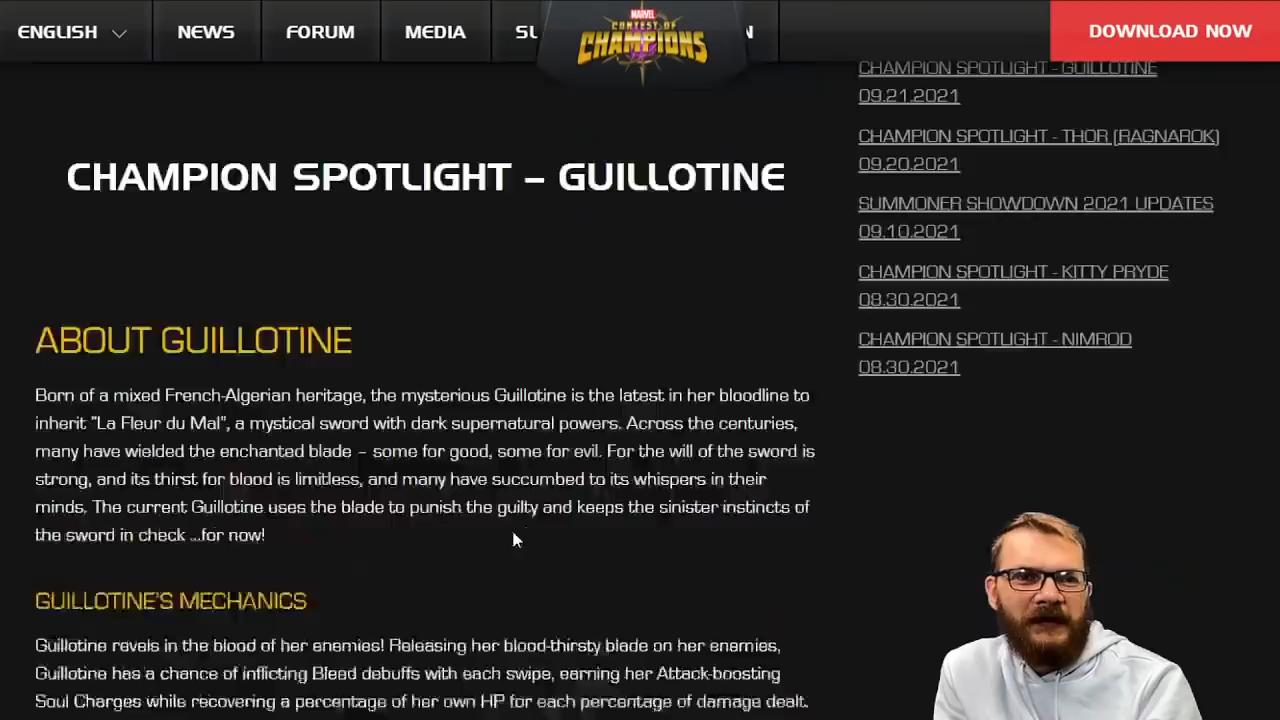 ENGLISH
NEWS
FORUM
MEDIA
SU
MARVEL
CONTEST OF
CHAMPIONS
N
DOWNLOAD NOW
CHAMPION SPOTLIGHT – GUILLOTINE
ABOUT GUILLOTINE
Born of a mixed French-Algerian heritage, the mysterious Guillotine is the latest in her bloodline to
inherit "La Fleur du Mal", a mystical sword with dark supernatural powers. Across the centuries,
many have wielded the enchanted blade – some for good, some for evil. For the will of the sword is
strong, and its thirst for blood is limitless, and many have succumbed to its whispers in their
minds. The current Guillotine uses the blade to punish the guilty and keeps the sinister instincts of
the sword in check ...for now!
GUILLOTINE'S MECHANICS
Guillotine revels in the blood of her enemies! Releasing her blood-thirsty blade on her enemies,
Guillotine has a chance of inflicting Bleed debuffs with each swipe, earning her Attack-boosting
Soul Charges while recovering a percentage of her own HP for each percentage of damage dealt.
CHAMPION SPOTLIGHT - GUILLOTINE
09.21.2021
CHAMPION SPOTLIGHT - THOR (RAGNAROK)
09.20.2021
SUMMONER SHOWDOWN 2021 UPDATES
09.10.2021
CHAMPION SPOTLIGHT - KITTY PRYDE
08.30.2021
CHAMPION SPOTLIGHT - NIMROD
08.30.2021